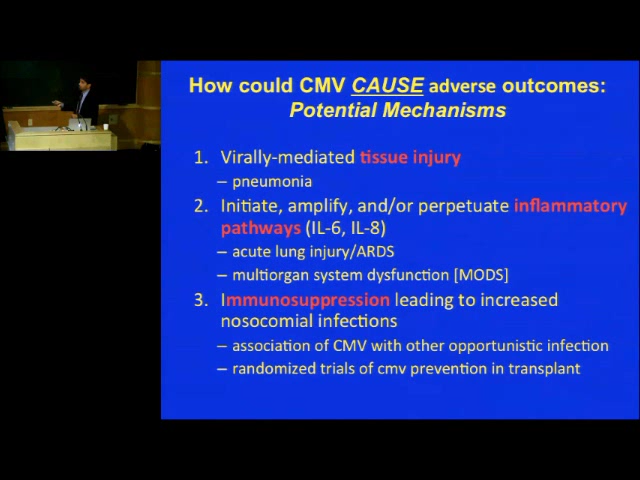 How could CMV CAUSE adverse outcomes:
Potential Mechanisms
1. Virally-mediated tissue injury
– pneumonia
2. Initiate, amplify, and/or perpetuate inflammatory
pathways (IL-6, IL-8)
– acute lung injury/ARDS
– multiorgan system dysfunction [MODS]
3. Immunosuppression leading to increased
nosocomial infections
– association of CMV with other opportunistic infection
– randomized trials of cmv prevention in transplant